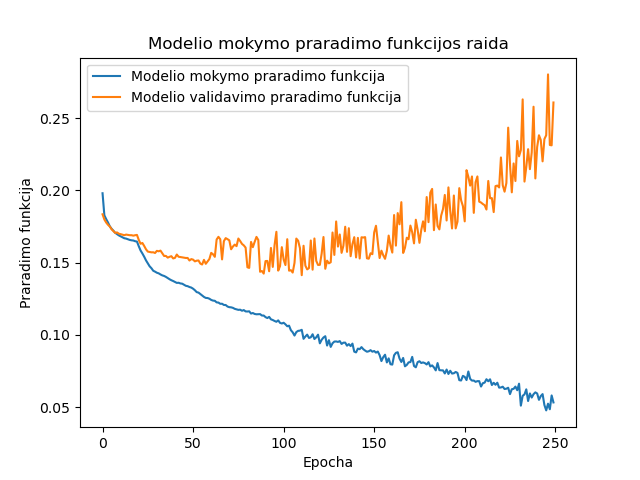 Modelio mokymo praradimo funkcijos raida
Modelio mokymo praradimo funkcija
Modelio validavimo praradimo funkcija
Praradimo funkcija
0.25
0.20
0.15
0.10
0.05
0 50 100 150 200 250
Epocha